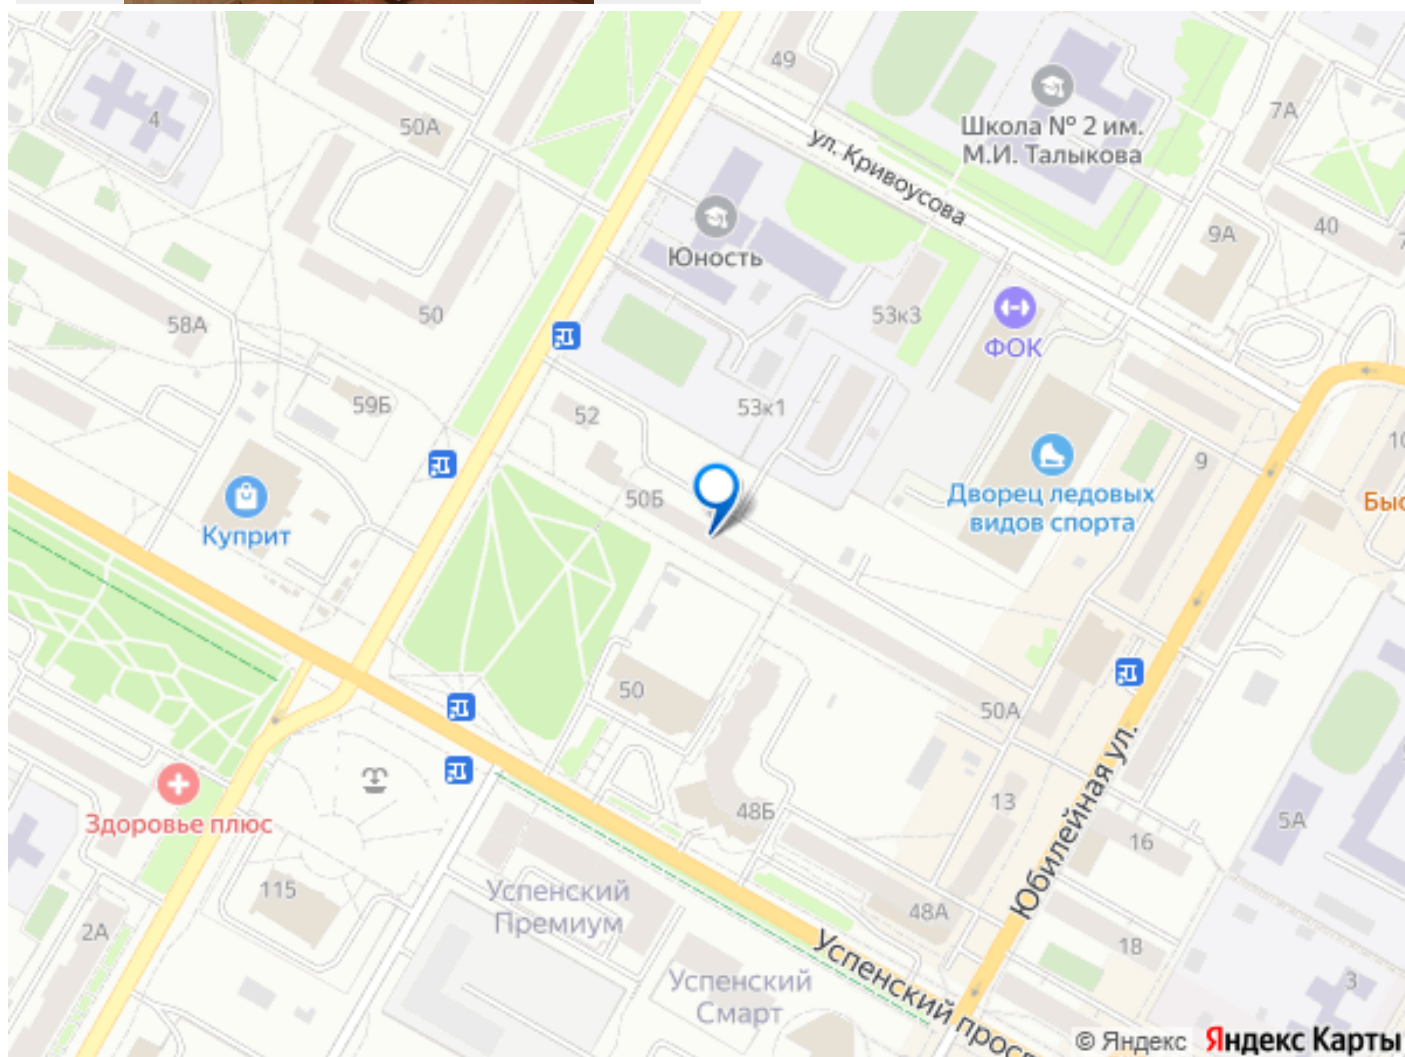 49
4
50А
Школа № 2 им.
М.И. Талыкова
7А
ул. Кривоусова
40
9А
Юность
58А
50
53к3
ФОК
59Б
52
53к1
9
50Б
Дворец ледовых
видов спорта
Куприт
50
50А
Юбилейная ул.
13
48Б
16
5А
Здоровье плюс
115
Успенский
Премиум
48А
2А
18
Успенский
Смарт
3
Успенский
© Яндекс Яндекс Карты